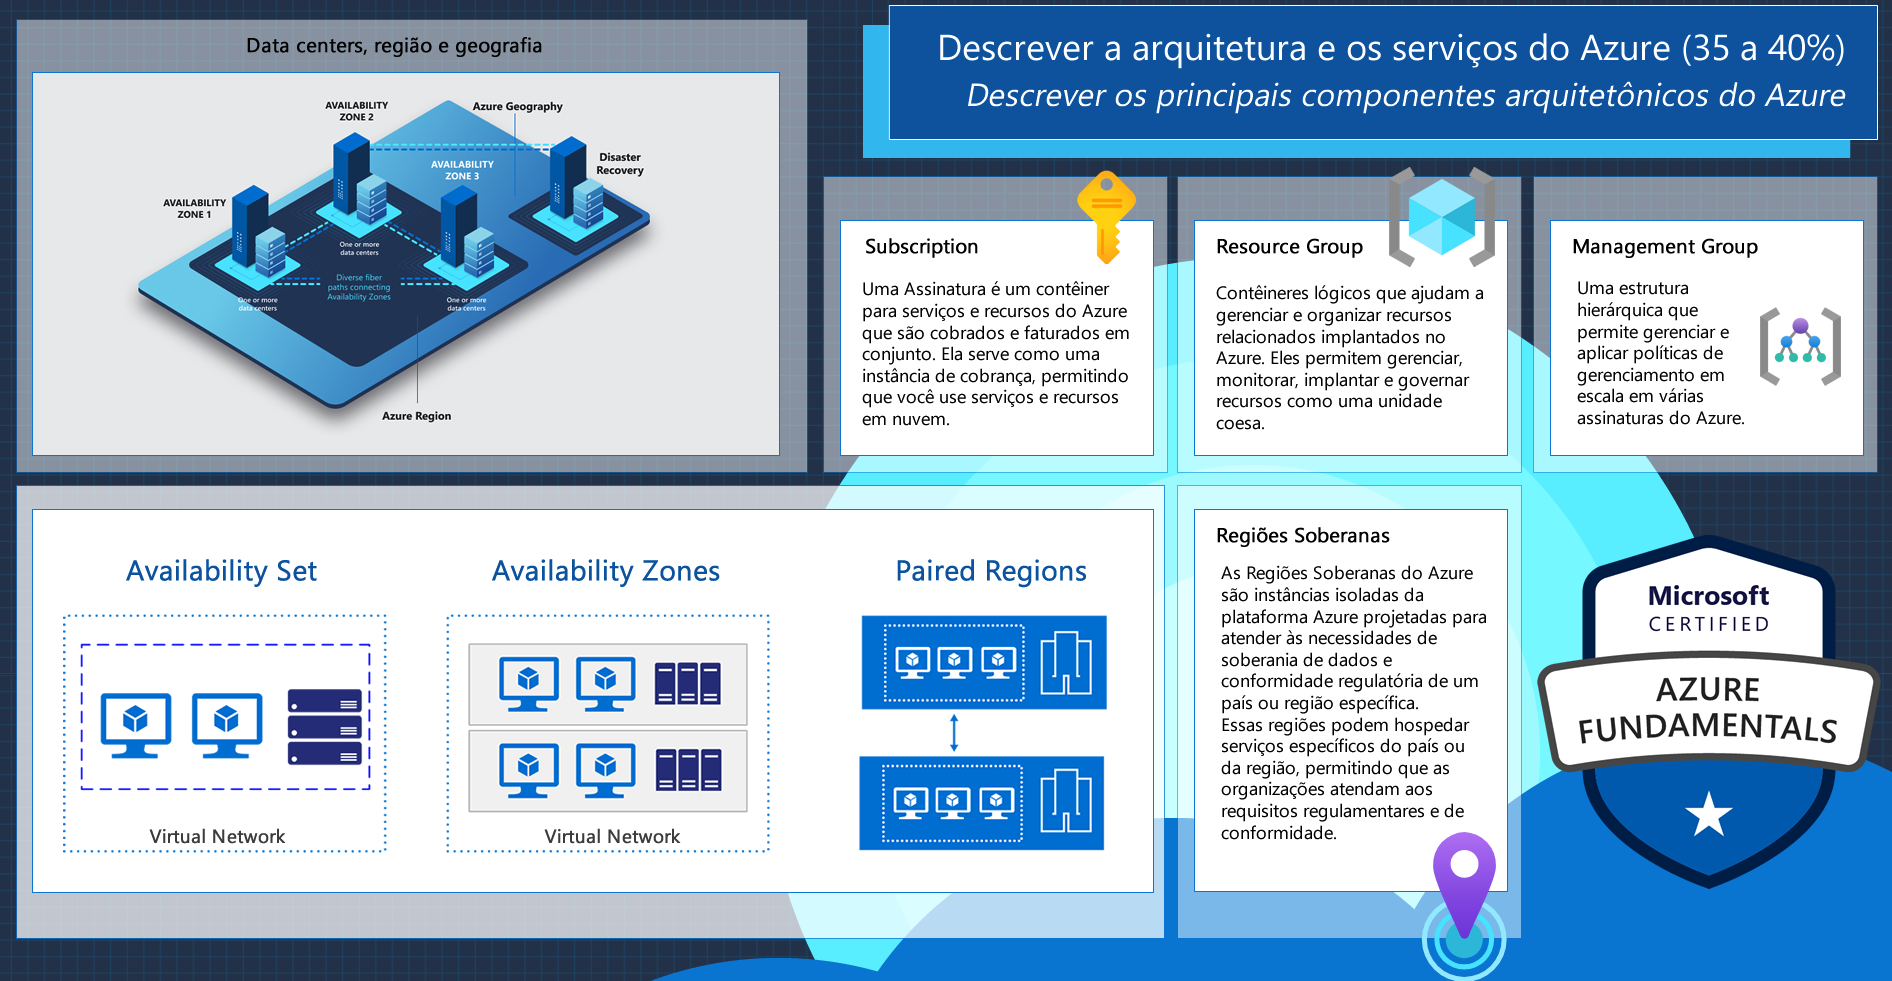 Data centers, região e geografia
AVAILABILITY
ZONE 2
Azure Geography
AVAILABILITY
ZONE 3
Disaster
Recovery
AVAILABILITY
ZONE 1
One or more
data centers
Diverse fiber
paths connecting
Availability Zones
One or more
data centers
One or more
data centers
Azure Region
Descrever a arquitetura e os serviços do Azure (35 a 40%)
Descrever os principais componentes arquitetônicos do Azure
Subscription
Uma Assinatura é um contêiner
para serviços e recursos do Azure
que são cobrados e faturados em
conjunto. Ela serve como uma
instância de cobrança, permitindo
que você use serviços e recursos
em nuvem.
Resource Group
Contêineres lógicos que ajudam a
gerenciar e organizar recursos
relacionados implantados no
Azure. Eles permitem gerenciar,
monitorar, implantar e governar
recursos como uma unidade
coesa.
Management Group
Uma estrutura
hierárquica que
permite gerenciar e
aplicar políticas de
gerenciamento em
escala em várias
assinaturas do Azure.
Availability Set
Virtual Network
Availability Zones
Virtual Network
Paired Regions
Regiões Soberanas
As Regiões Soberanas do Azure
são instâncias isoladas da
plataforma Azure projetadas para
atender às necessidades de
soberania de dados e
conformidade regulatória de um
país ou região específica.
Essas regiões podem hospedar
serviços específicos do país ou
da região, permitindo que as
organizações atendam aos
requisitos regulamentares e de
conformidade.
Microsoft
CERTIFIED
AZURE
FUNDAMENTALS